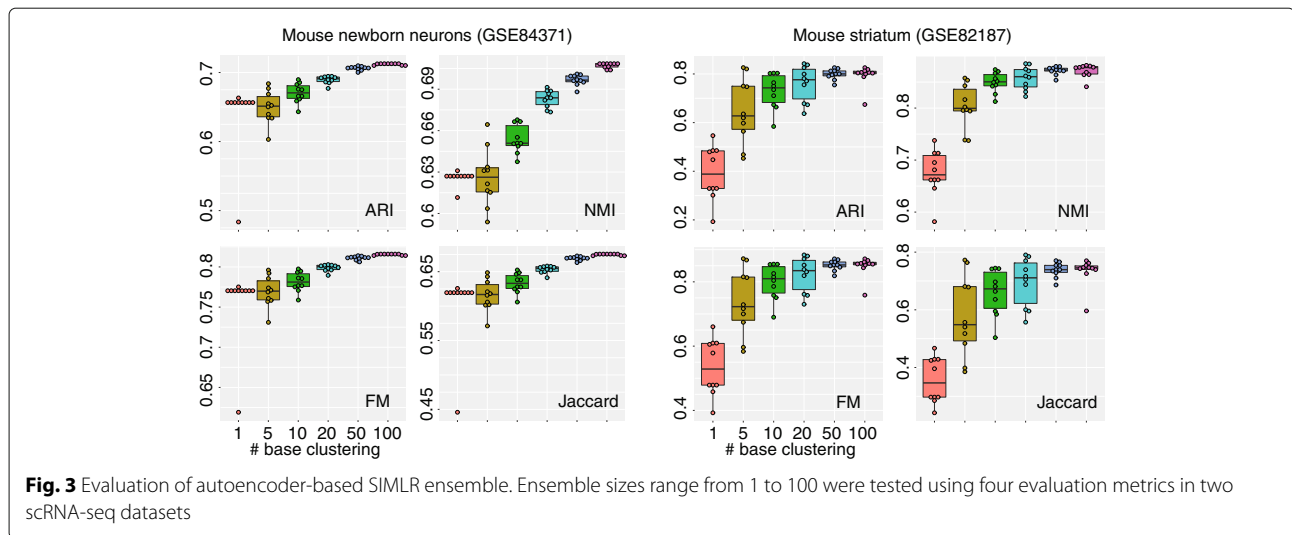 Mouse newborn neurons (GSE84371)
Mouse striatum (GSE82187)
0.7
0.6
0.5
ARI
0.69
0.66
0.63
0.6
NMI
0.8
0.6
0.4
0.2
ARI
0.8
0.7
0.6
NMI
0.8
0.75
0.7
0.65
FM
0.65
0.55
0.45
Jaccard
0.8
0.6
0.4
FM
0.8
0.6
0.4
Jaccard
1 5 10 20 50 100
# base clustering
1 5 10 20 50 100
# base clustering
Fig. 3 Evaluation of autoencoder-based SIMLR ensemble. Ensemble sizes range from 1 to 100 were tested using four evaluation metrics in two
scRNA-seq datasets